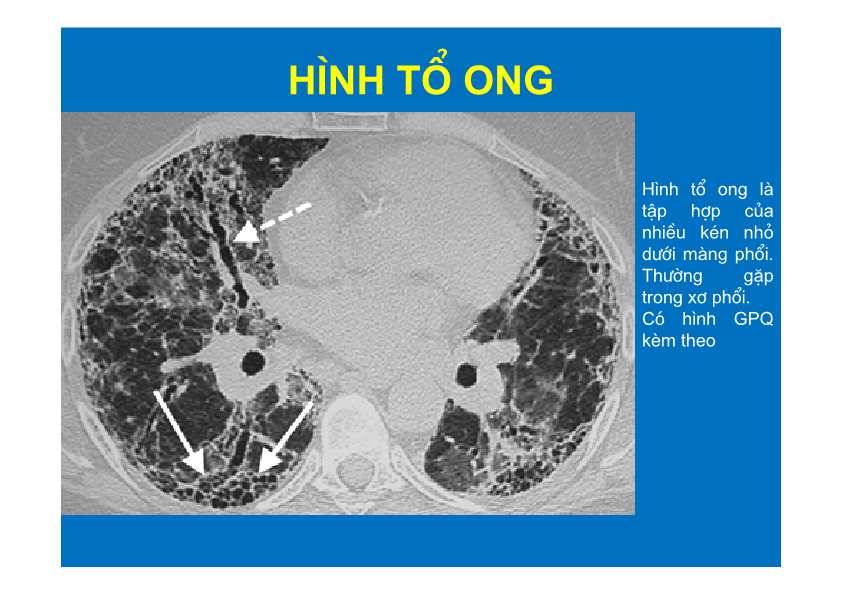 HÌNH TỔ ONG
Hình tổ ong là
tập hợp của
nhiều kén nhỏ
dưới màng phổi.
Thường gặp
trong xơ phổi.
Có hình GPQ
kèm theo